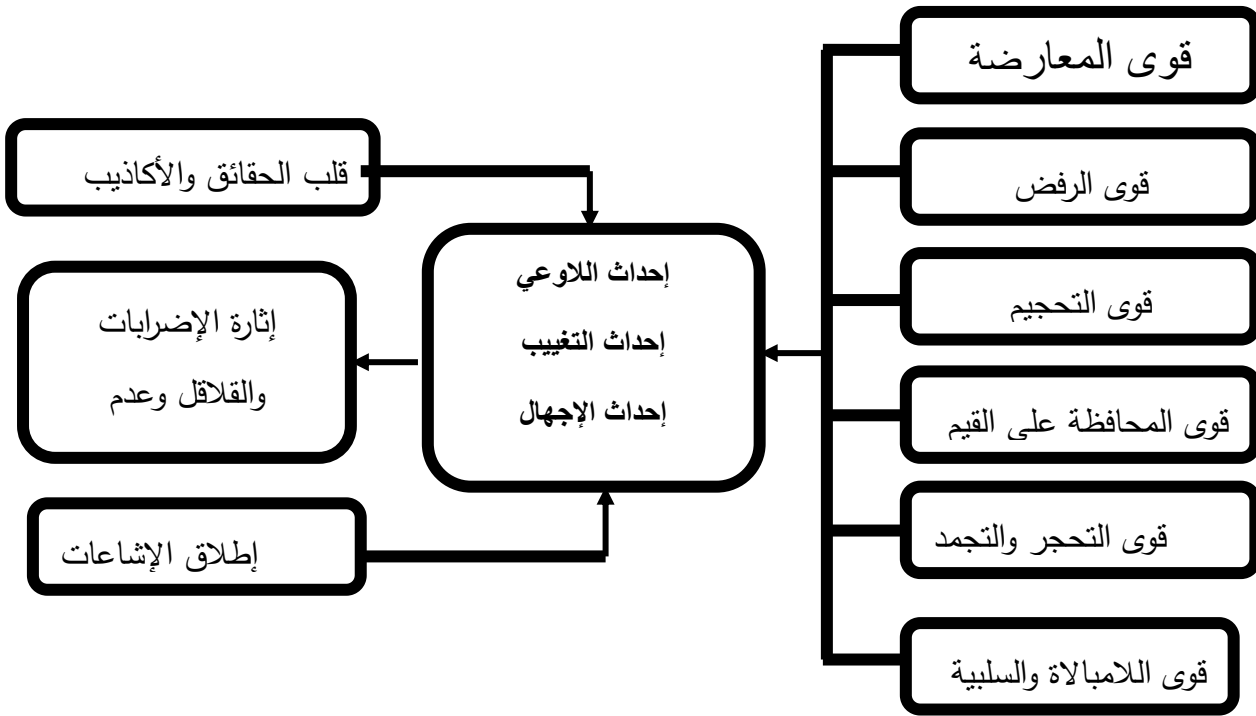 قوى المعارضة
قوى الرفض
قوى التحجيم
قوى المحافظة على القيم
قوى التحجر والتجمد
قوى اللامبالاة والسلبية
إحداث اللاوعي
إحداث التغييب
إحداث الإجهال
قلب الحقائق والأكاذيب
إثارة الإضرابات
والقلاقل وعدم
إطلاق الإشاعات